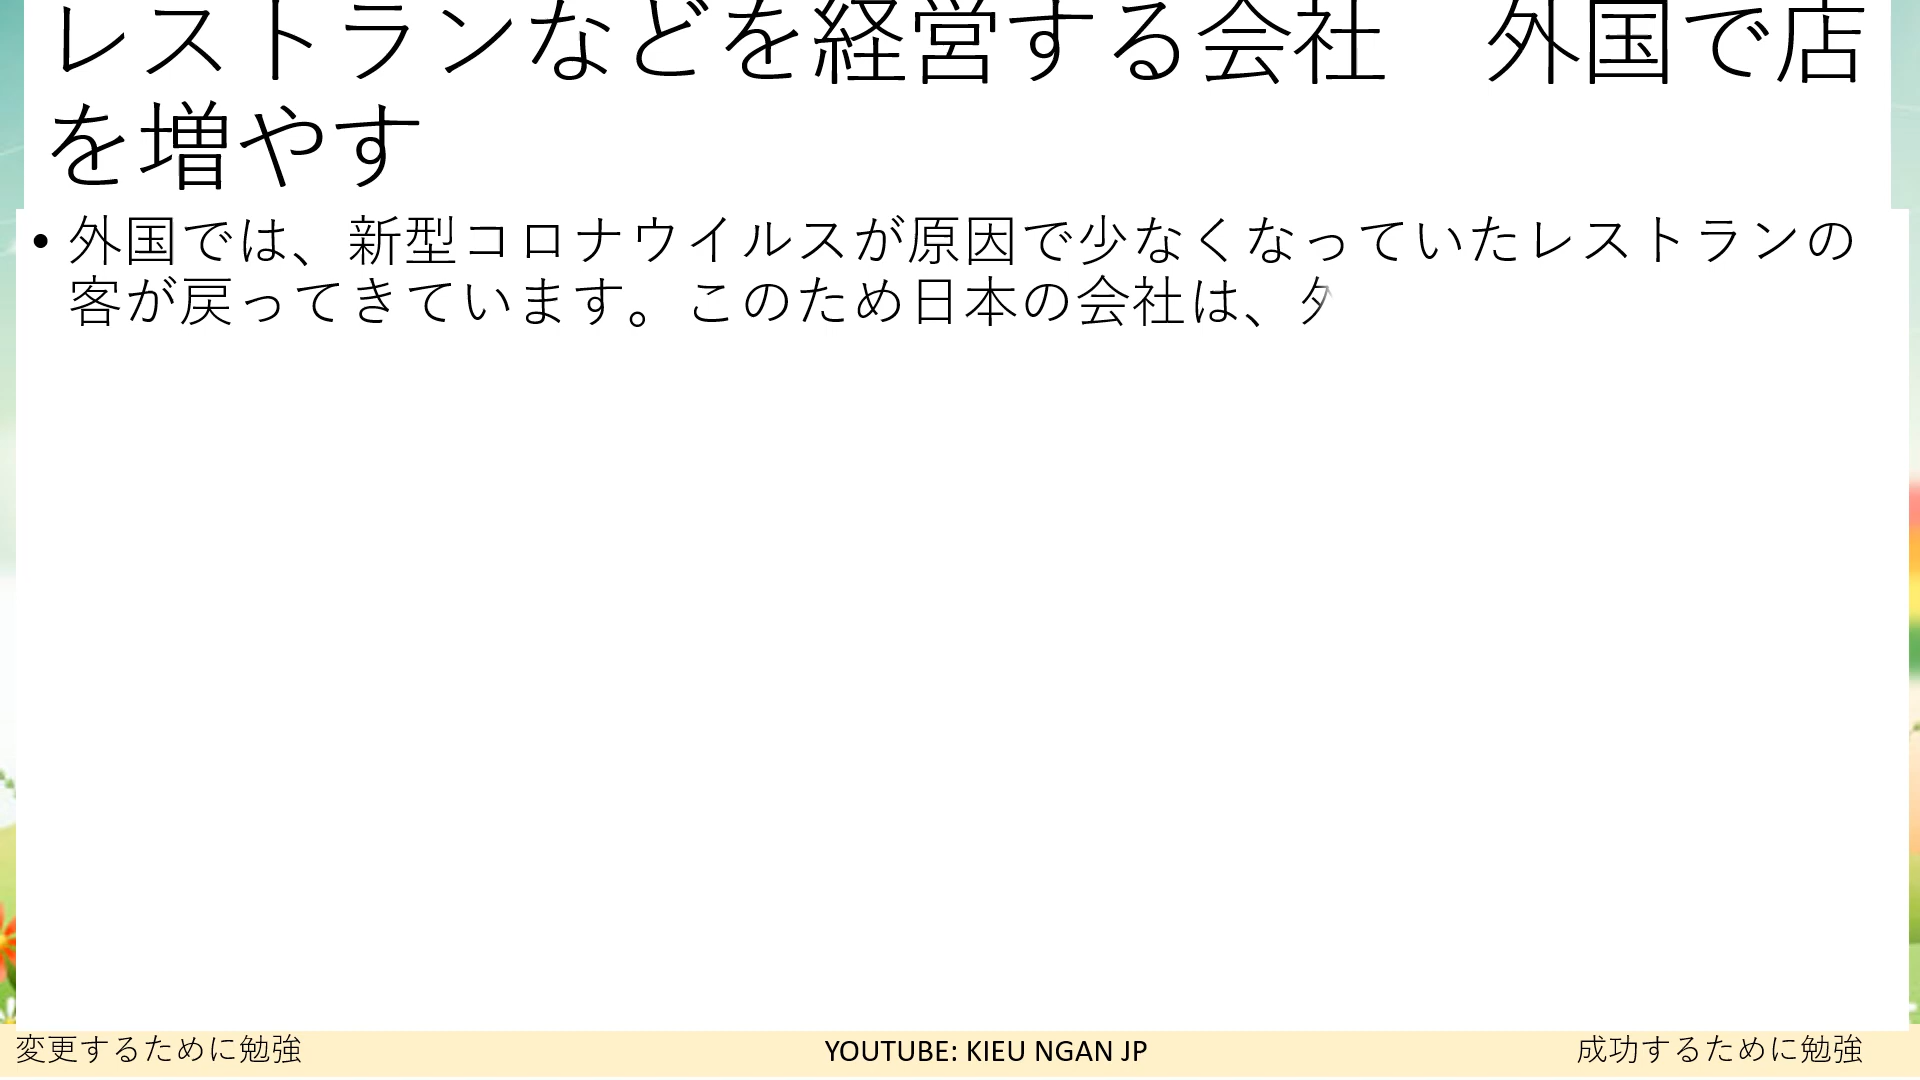 レストランなどを経営する会社　外国で店
を増やす
• 外国では、新型コロナウイルスが原因で少なくなっていたレストランの
客が戻ってきています。このため日本の会社は、
変更するために勉強
YOUTUBE: KIEU NGAN JP
成功するために勉強